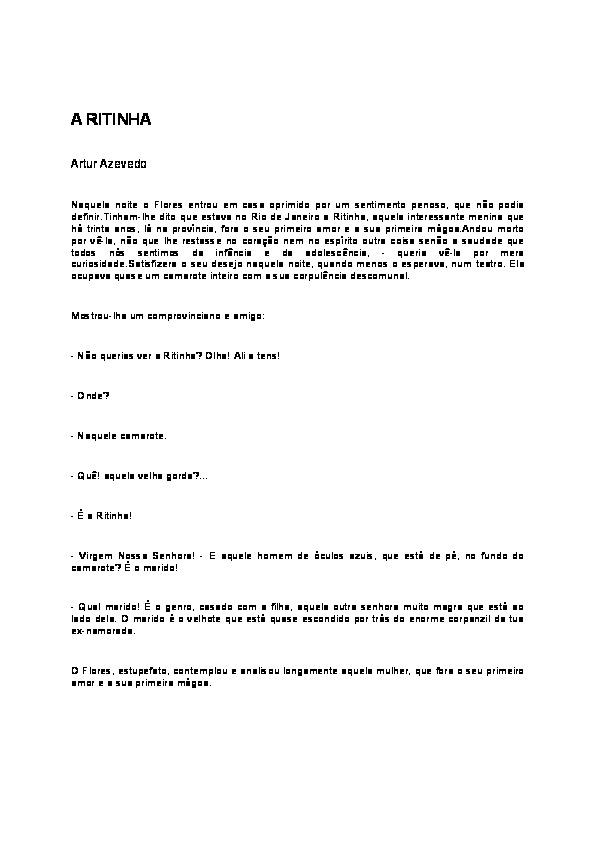 A RITINHA
Artur Azevedo
Naquela noite o Flores entrou em casa oprimido por um sentimento penoso, que não podia
definir.Tinham-lhe dito que estava no Rio de Janeiro a Ritinha, aquela interessante menina que
há trinta anos, lá na província, fora o seu primeiro amor e a sua primeira mágoa.Andou morto
por vê-la, não que lhe restasse no coração nem no espírito outra coisa senão a saudade que
todos nós sentimos da infância e da adolescência, - queria vê-la por mera
curiosidade.Satisfizera o seu desejo naquela noite, quando menos o esperava, num teatro. Ela
ocupava quase um camarote inteiro com a sua corpulência descomunal.
Mostrou-lha um comprovinciano e amigo:
- Não querias ver a Ritinha? Olha! Ali a tens!
- Onde?
- Naquele camarote.
- Quê! aquela velha gorda?...
- É a Ritinha!
- Virgem Nossa Senhora! - E aquele homem de óculos azuis, que está de pé, no fundo do
camarote? É o marido!
- Qual marido! É o genro, casado com a filha, aquela outra senhora muito magra que está ao
lado dela. O marido é o velhote que está quase escondido por trás do enorme corpanzil da tua
ex-namorada.
O Flores, estupefato, contemplou e analisou longamente aquela mulher, que fora o seu primeiro
amor e a sua primeira mágoa.